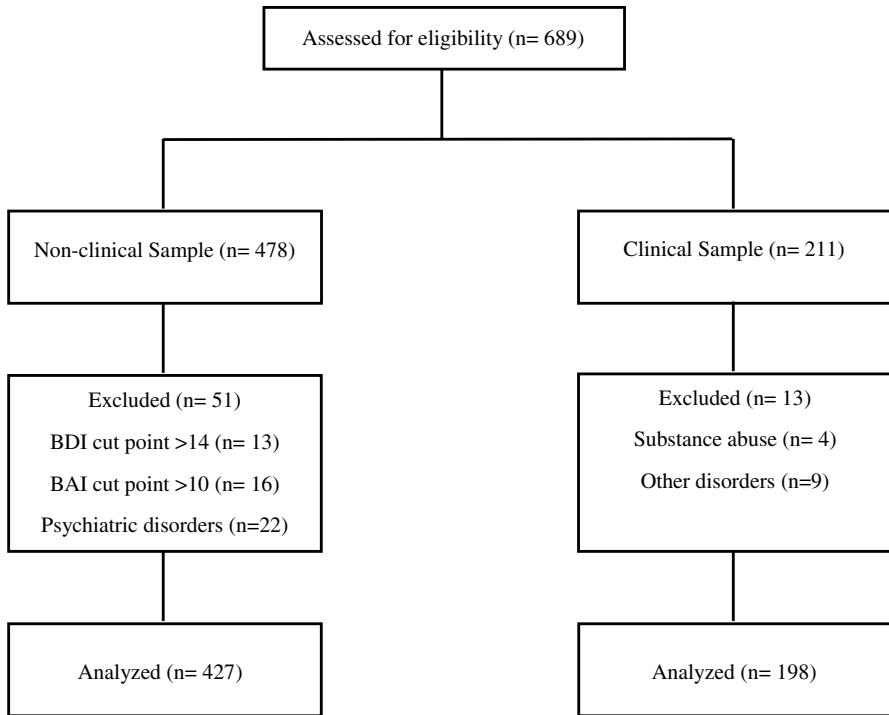 Assessed for eligibility (n= 689)
Non-clinical Sample (n= 478)
Clinical Sample (n= 211)
Excluded (n= 51)
BDI cut point >14 (n= 13)
BAI cut point >10 (n= 16)
Psychiatric disorders (n=22)
Excluded (n= 13)
Substance abuse (n= 4)
Other disorders (n=9)
Analyzed (n= 427)
Analyzed (n= 198)